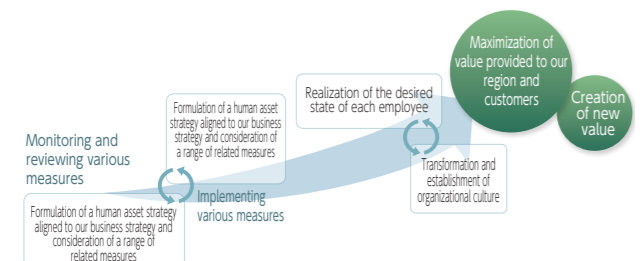 Monitoring and
reviewing various
measures
Formulation of a human asset strategy
aligned to our business strategy and
consideration of a range of
related measures
Formulation of a human asset
strategy aligned to our business
strategy and consideration of
a range of related measures
Implementing
various measures
Realization of the desired
state of each employee
Transformation and
establishment of
organizational culture
Maximization of
value provided to our
region and
customers
Creation
of new
value